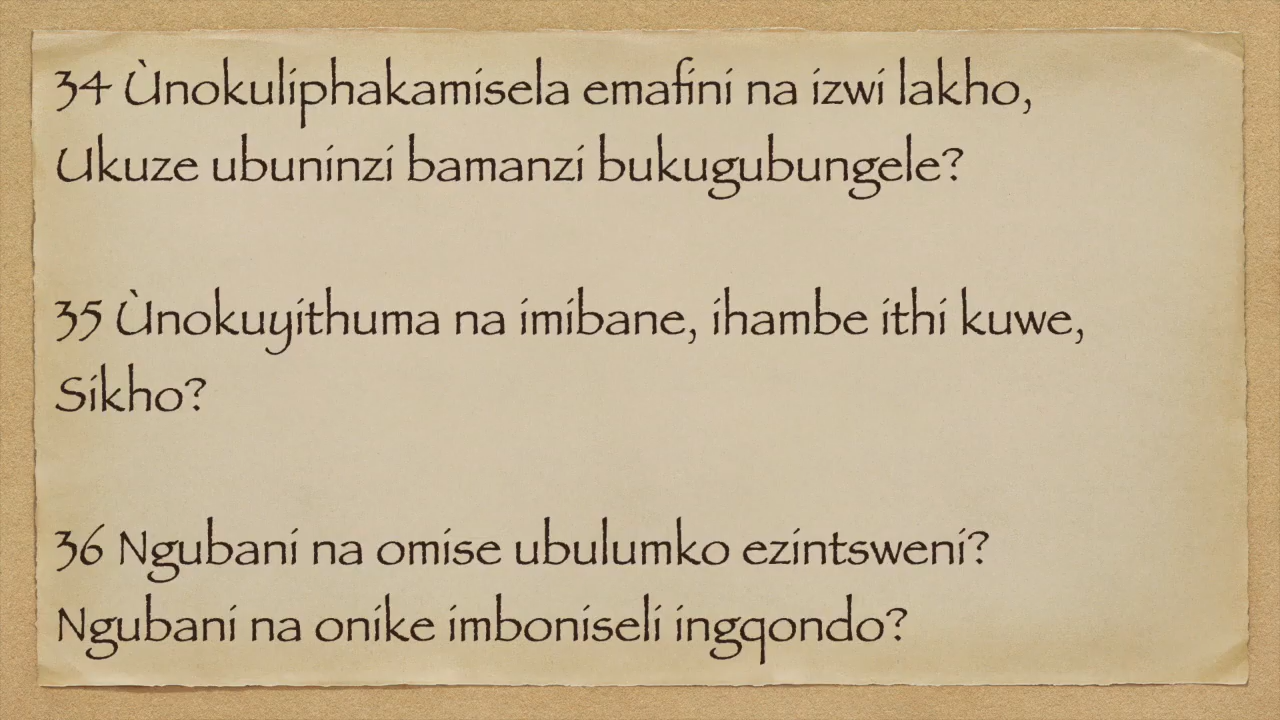 34 Ùnokuliphakamisela emafini na izwi lakho,
Ukuze ubuninzi bamanzi bukugubungele?
35 Ùnokuyithuma na imibane, ihambe ithi kuwe,
Sikho?
36 Ngubani na omise ubulumko ezintsweni?
Ngubani na onike imboniseli ingqondo?